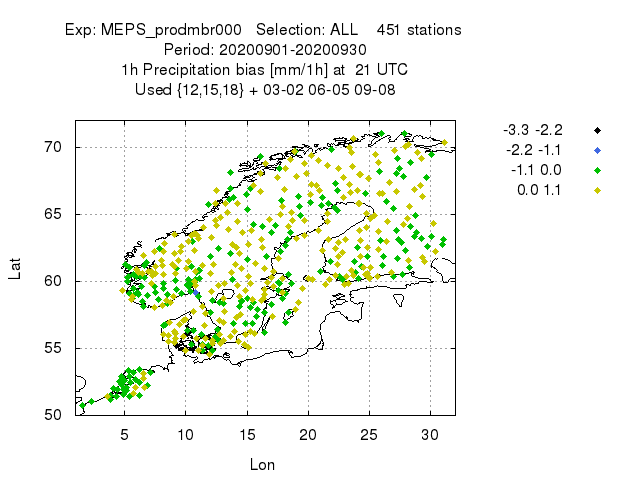 Exp: MEPS_prodmbr000 Selection: ALL 451 stations
Period: 20200901-20200930
1h Precipitation bias [mm/1h] at 21 UTC
Used {12,15,18} + 03-02 06-05 09-08
-3.3 -2.2
-2.2 -1.1
-1.1 0.0
0.0 1.1
70
65
60
55
50
Lat
5 10 15 20 25 30
Lon